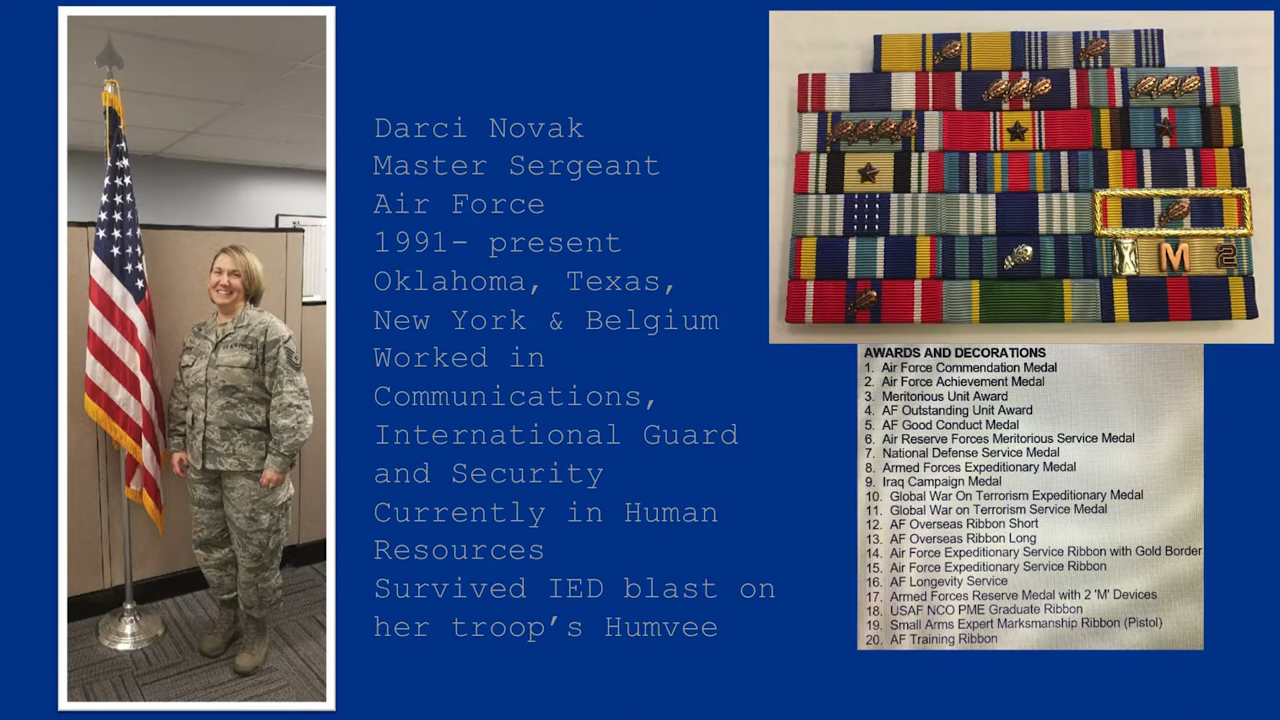 Darci Novak
Master Sergeant
Air Force
1991- present
Oklahoma, Texas,
New York & Belgium
Worked in
Communications,
International Guard
and Security
Currently in Human
Resources
Survived IED blast on
her troop’s Humvee
M 2
AWARDS AND DECORATIONS
1. Air Force Commendation Medal
2. Air Force Achievement Medal
3. Meritorious Unit Award
4. AF Outstanding Unit Award
5. AF Good Conduct Medal
6. Air Reserve Forces Meritorious Service Medal
7. National Defense Service Medal
8. Armed Forces Expeditionary Medal
9. Iraq Campaign Medal
10. Global War On Terrorism Expeditionary Medal
11. Global War on Terrorism Service Medal
12. AF Overseas Ribbon Short
13. AF Overseas Ribbon Long
14. Air Force Expeditionary Service Ribbon with Gold Border
15. Air Force Expeditionary Service Ribbon
16. AF Longevity Service
17. Armed Forces Reserve Medal with 2 'M' Devices
18. USAF NCO PME Graduate Ribbon
19. Small Arms Expert Marksmanship Ribbon (Pistol)
20. AF Training Ribbon